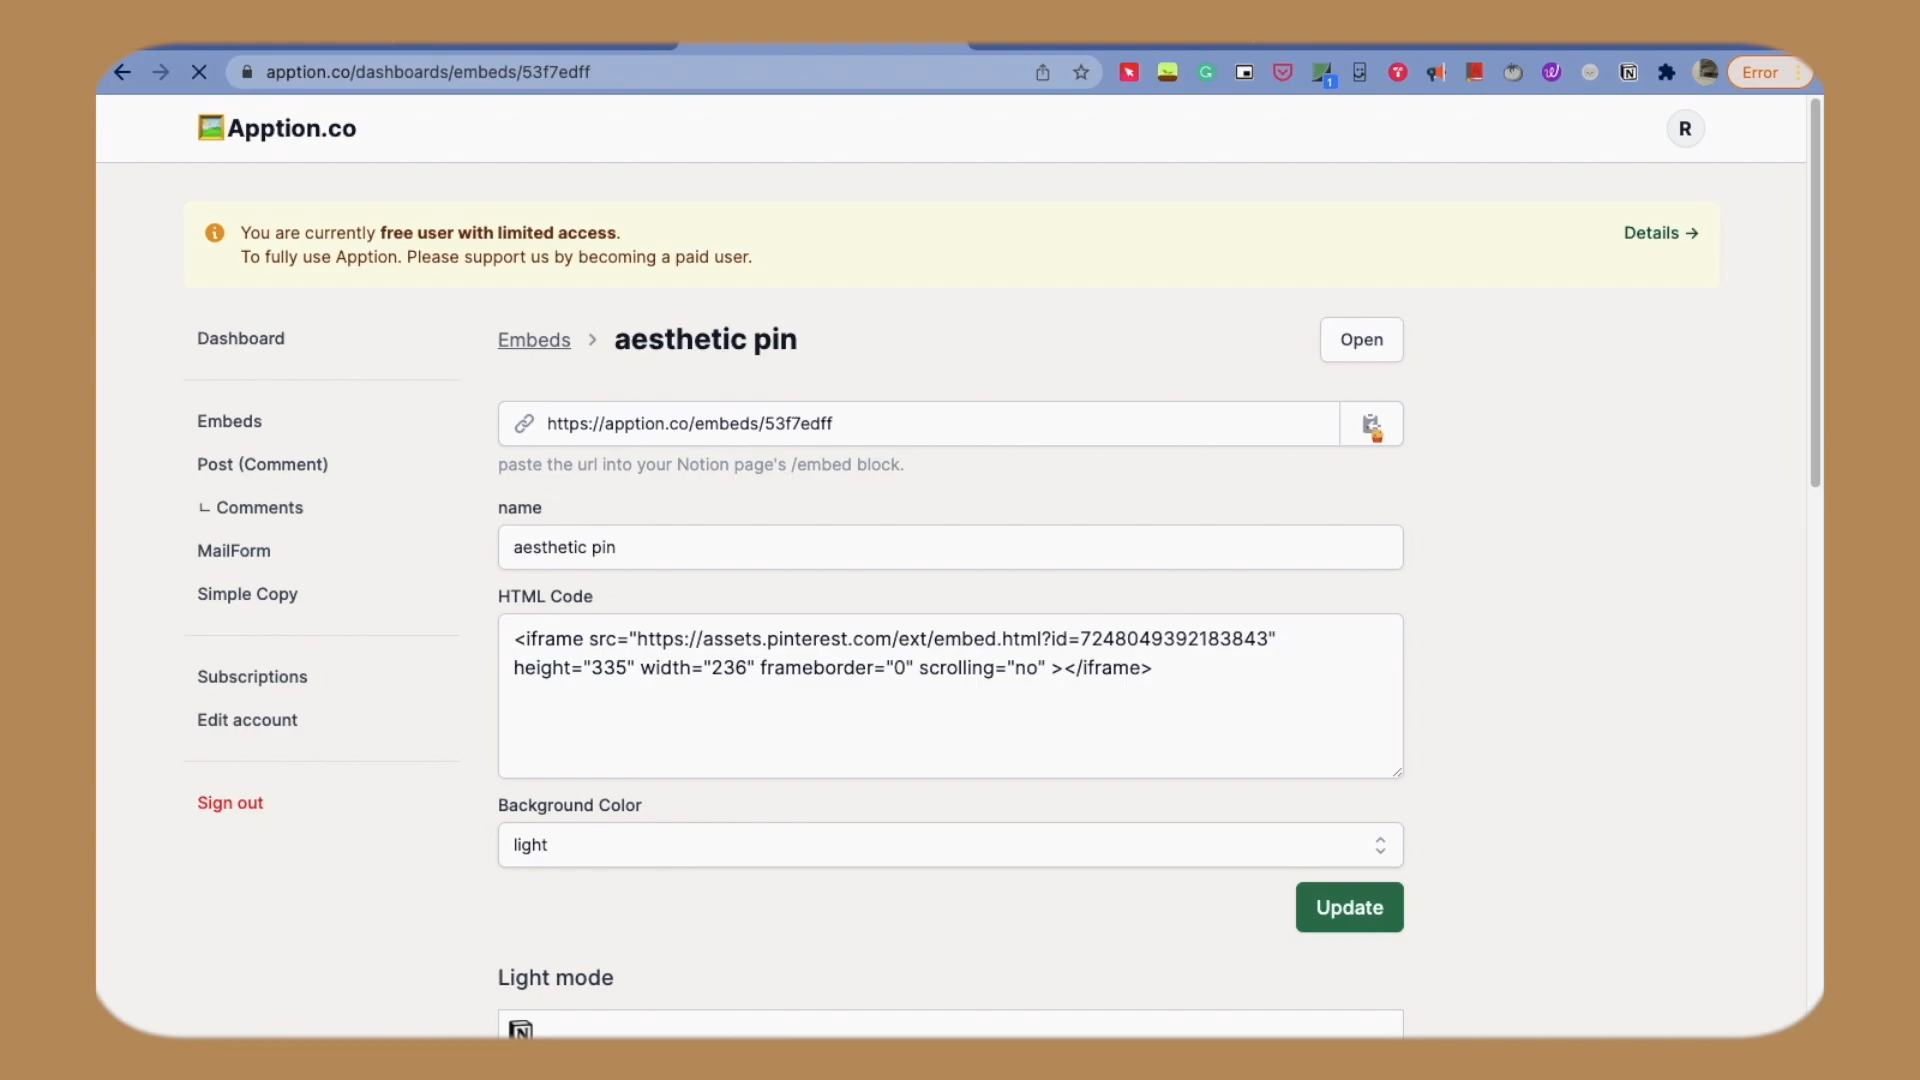 apption.co/dashboards/embeds/53f7edff
1
Error
Apption.co
R
You are currently free user with limited access.
To fully use Apption. Please support us by becoming a paid user.
Details →
Dashboard
Embeds
Post (Comment)
Comments
MailForm
Simple Copy
Subscriptions
Edit account
Sign out
Embeds > aesthetic pin
Open
https://apption.co/embeds/53f7edff
paste the url into your Notion page's /embed block.
name
aesthetic pin
HTML Code
<iframe src="https://assets.pinterest.com/ext/embed.html?id=7248049392183843"
height="335" width="236" frameborder="0" scrolling="no" ></iframe>
Background Color
light
Update
Light mode